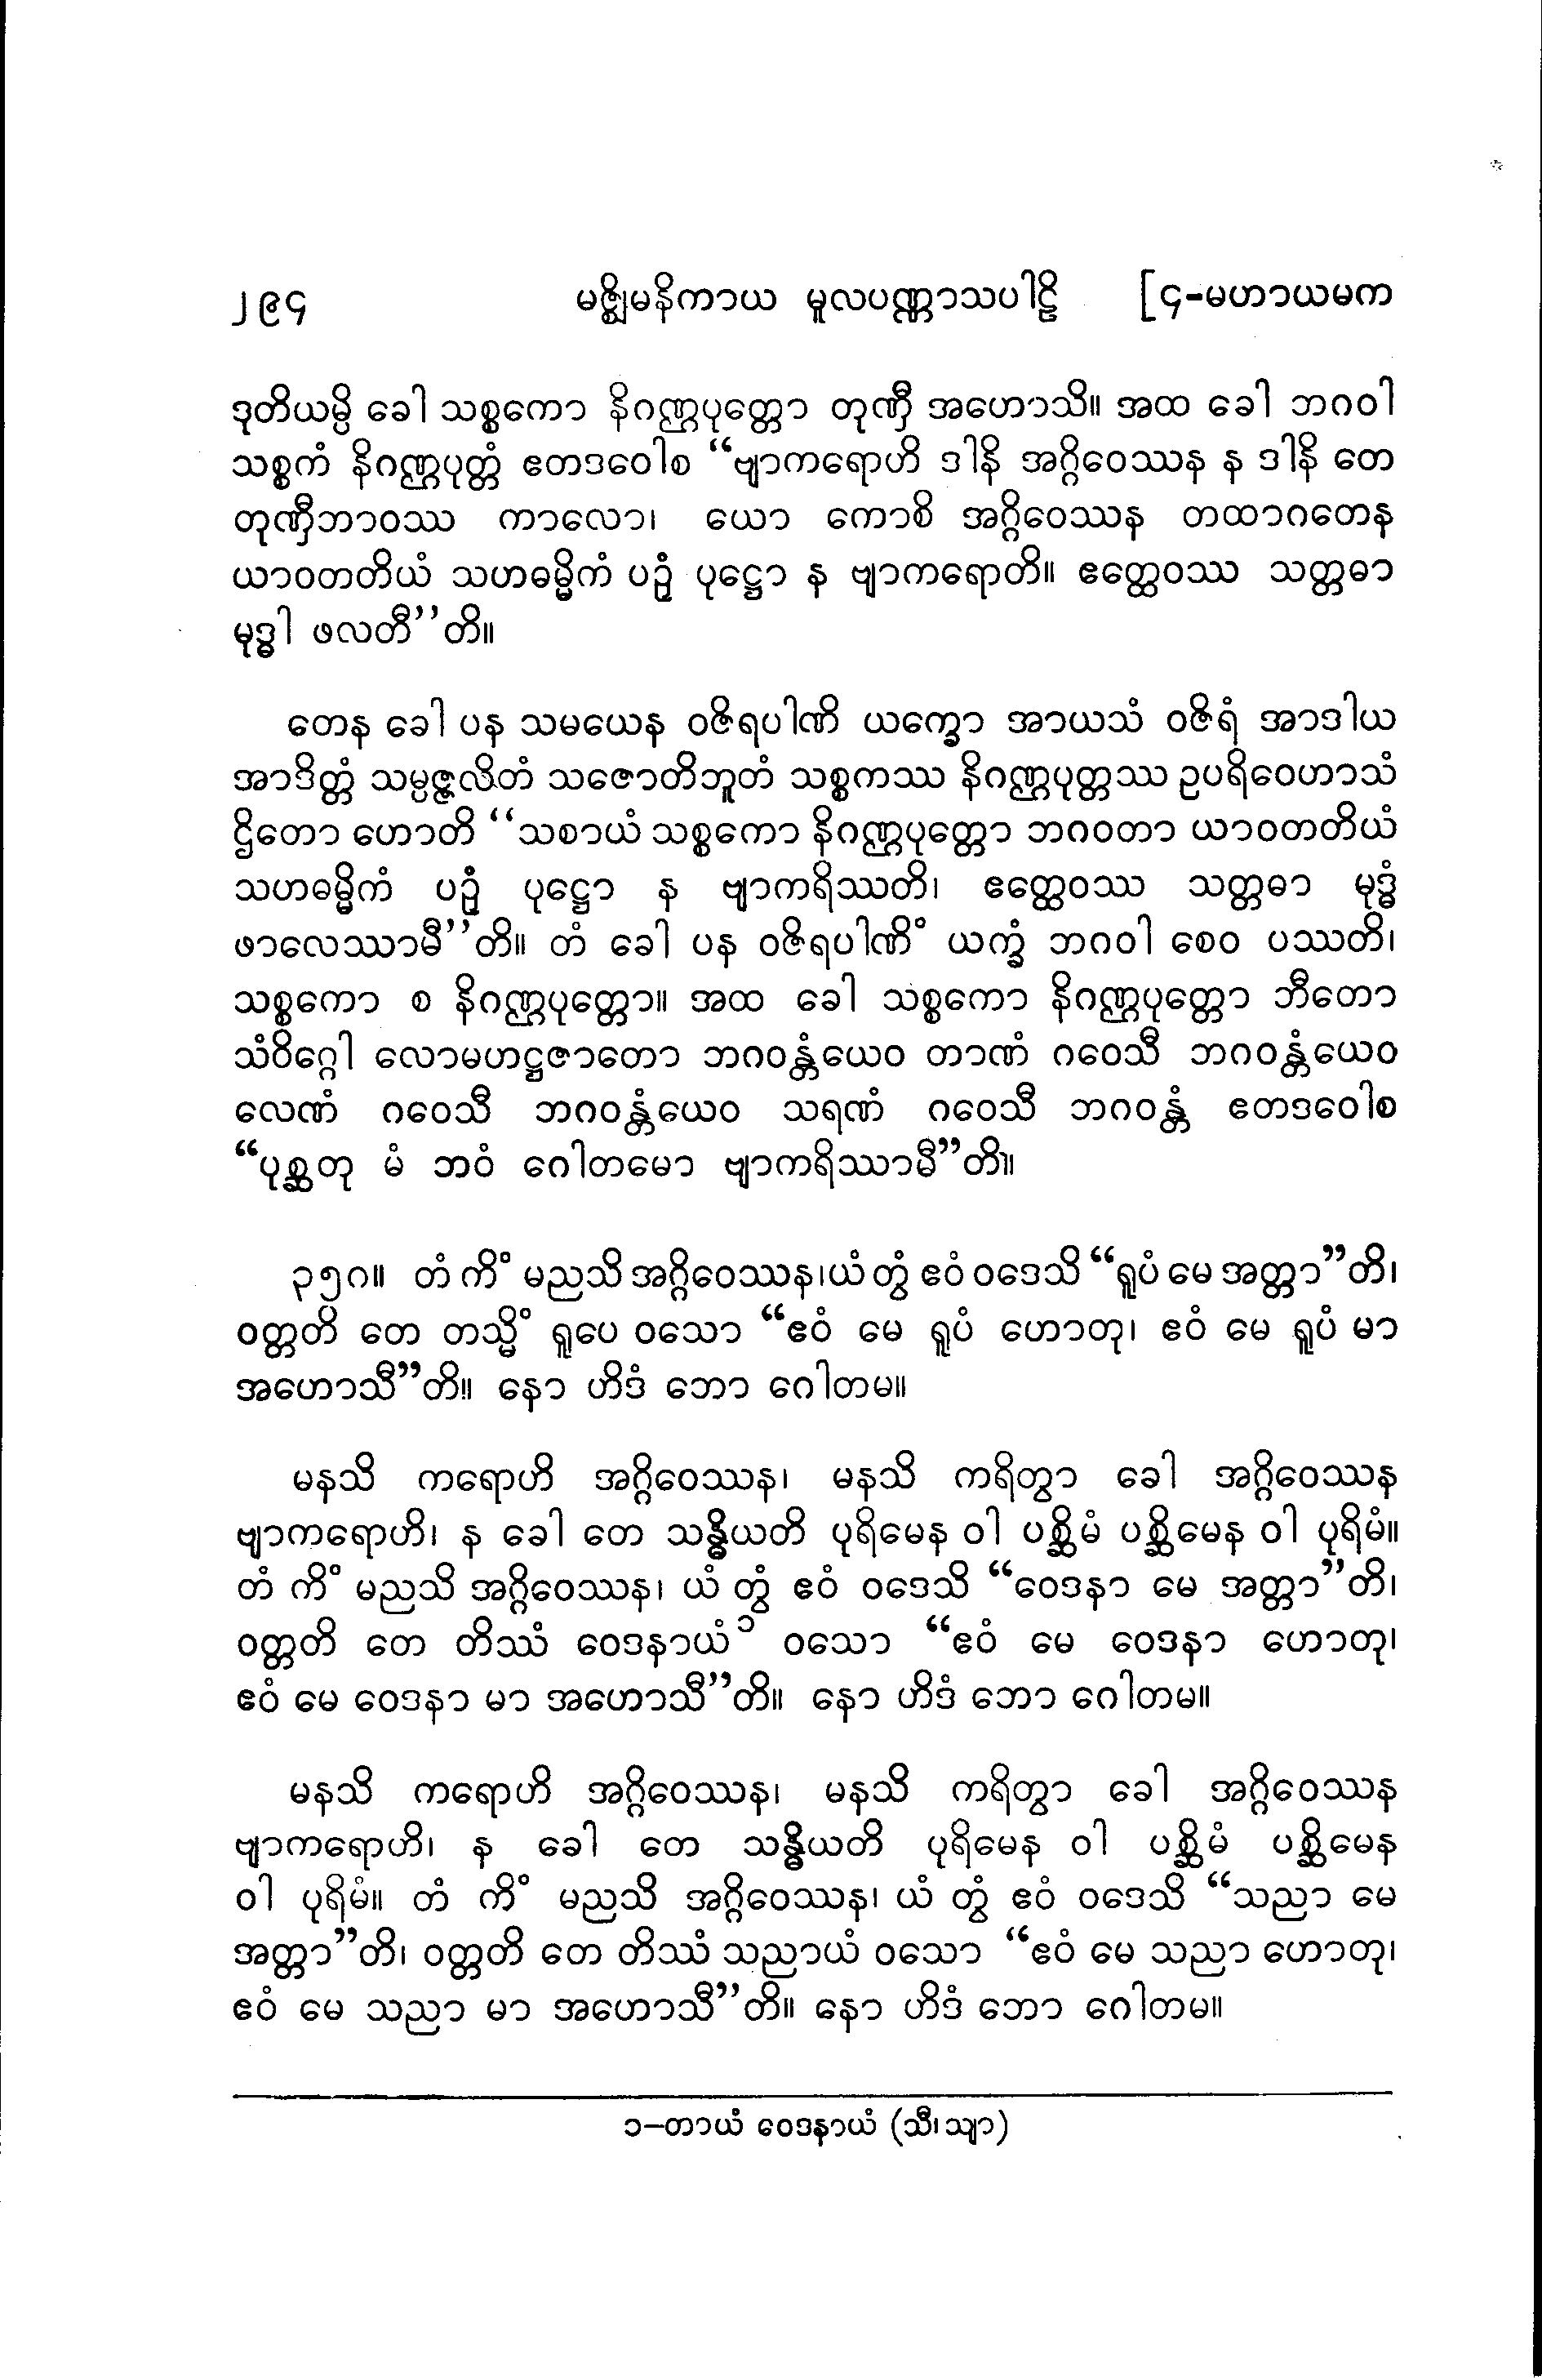 ၂၉၄ မဇ္ဈိမနိကာယ မူလပဏ္ဏာသပါဠိ [၄-မဟာယမက
ဒုတိယမ္ပိ ခေါ သစ္စကော နိဂဏ္ဌပုတ္တော တုဏှီ အဟောသိ။ အထ ခေါ ဘဂဝါ
သစ္စကံ နိဂဏ္ဌပုတ္တံ ဧတဒဝေါစ “ဗျာကရောဟိ ဒါနိ အဂ္ဂိဝေဿန န ဒါနိ တေ
တုဏှီဘာဝဿ ကာလော၊ ယော ကောစိ အဂ္ဂိဝေဿန တထာဂတေန
ယာဝတတိယံ သဟဓမ္မိကံ ပဉှံ ပုဋ္ဌော န ဗျာကရောတိ။ ဧတ္ထေဝဿ သတ္တဓာ
မုဒ္ဓါ ဖလတီ’’တိ။
တေန ခေါ ပန သမယေန ဝဇိရပါဏိ ယက္ခော အာယသံ ဝဇိရံ အာဒါယ
အာဒိတ္တံ သမ္ပဇ္ဇလိတံ သဇောတိဘူတံ သစ္စကဿ နိဂဏ္ဌပုတ္တဿ ဥပရိဝေဟာသံ
ဌိတော ဟောတိ “သစာယံ သစ္စကော နိဂဏ္ဌပုတ္တော ဘဂဝတာ ယာဝတတိယံ
သဟဓမ္မိကံ ပဉှံ ပုဋ္ဌော န ဗျာကရိဿတိ၊ ဧတ္ထေဝဿ သတ္တဓာ မုဒ္ဓံ
ဖာလေဿာမီ’’တိ။ တံ ခေါ ပန ဝဇိရပါဏိံ ယက္ခံ ဘဂဝါ စေဝ ပဿတိ၊
သစ္စကော စ နိဂဏ္ဌပုတ္တော။ အထ ခေါ သစ္စကော နိဂဏ္ဌပုတ္တော ဘီတော
သံဝိဂ္ဂေါ လောမဟဋ္ဌဇာတော ဘဂဝန္တံယေဝ တာဏံ ဂဝေသီ ဘဂဝန္တံယေဝ
လေဏံ ဂဝေသီ ဘဂဝန္တံယေဝ သရဏံ ဂဝေသီ ဘဂဝန္တံ ဧတဒဝေါစ
“ပုစ္ဆတု မံ ဘဝံ ဂေါတမော ဗျာကရိဿာမီ”တိ။
၃၅၈။ တံ ကိံ မညသိ အဂ္ဂိဝေဿန၊ ယံ တွံ ဧဝံ ဝဒေသိ “ရူပံ မေ အတ္တာ”တိ၊
ဝတ္တတိ တေ တသ္မိံ ရူပေ ဝသော “ဧဝံ မေ ရူပံ ဟောတု၊ ဧဝံ မေ ရူပံ မာ
အဟောသီ”တိ။ နော ဟိဒံ ဘော ဂေါတမ။
မနသိ ကရောဟိ အဂ္ဂိဝေဿန၊ မနသိ ကရိတွာ ခေါ အဂ္ဂိဝေဿန
ဗျာကရောဟိ၊ န ခေါ တေ သန္ဓိယတိ ပုရိမေန ဝါ ပစ္ဆိမံ ပစ္ဆိမေန ဝါ ပုရိမံ။
တံ ကိံ မညသိ အဂ္ဂိဝေဿန၊ ယံ တွံ ဧဝံ ဝဒေသိ “ဝေဒနာ မေ အတ္တာ”တိ၊
ဝတ္တတိ တေ တိဿံ ဝေဒနာယံ၁ ဝသော “ဧဝံ မေ ဝေဒနာ ဟောတု၊
ဧဝံ မေ ဝေဒနာ မာ အဟောသီ”တိ။ နော ဟိဒံ ဘော ဂေါတမ။
မနသိ ကရောဟိ အဂ္ဂိဝေဿန၊ မနသိ ကရိတွာ ခေါ အဂ္ဂိဝေဿန
ဗျာကရောဟိ၊ န ခေါ တေ သန္ဓိယတိ ပုရိမေန ဝါ ပစ္ဆိမံ ပစ္ဆိမေန
ဝါ ပုရိမံ။ တံ ကိံ မညသိ အဂ္ဂိဝေဿန၊ ယံ တွံ ဧဝံ ဝဒေသိ “သညာ မေ
အတ္တာ”တိ၊ ဝတ္တတိ တေ တိဿံ သညာယံ ဝသော “ဧဝံ မေ သညာ ဟောတု၊
ဧဝံ မေ သညာ မာ အဟောသီ”တိ။ နော ဟိဒံ ဘော ဂေါတမ။
၁–တာယံ ဝေဒနာယံ (သီ၊ သျာ)